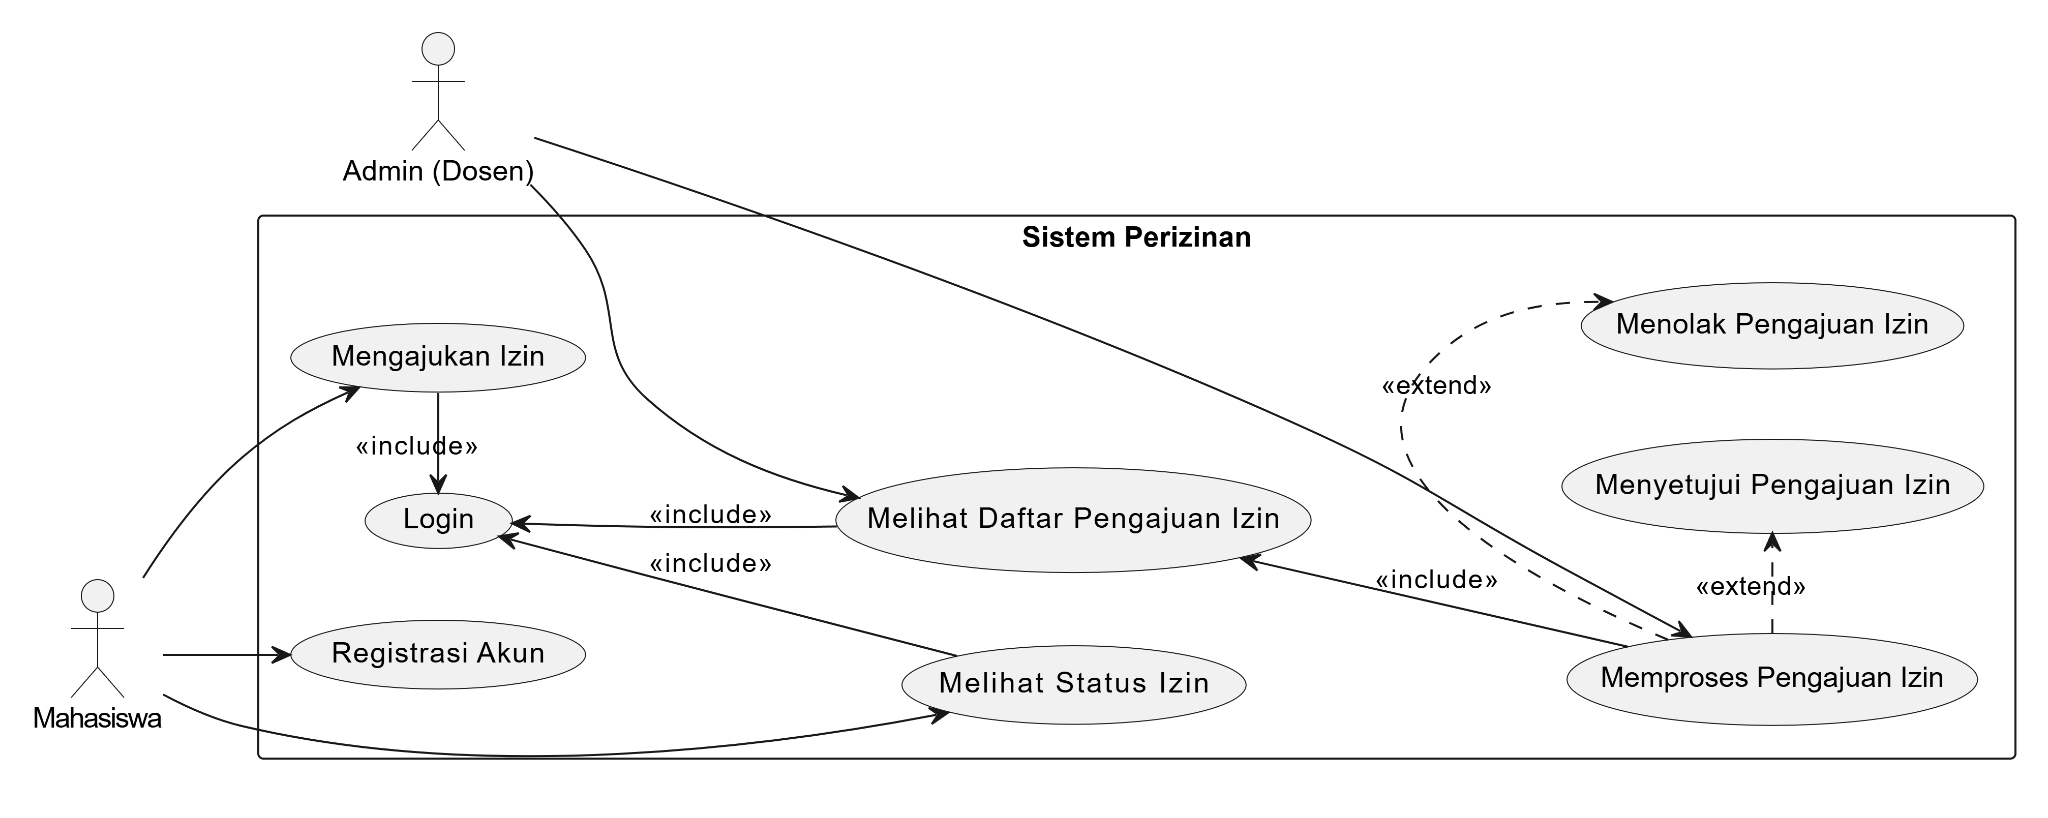 Admin (Dosen)
Sistem Perizinan
Mengajukan Izin
Menolak Pengajuan Izin
«extend»
«include»
Menyetujui Pengajuan Izin
Login
«include»
Melihat Daftar Pengajuan Izin
«include»
«include»
«extend»
Registrasi Akun
Melihat Status Izin
Memproses Pengajuan Izin
Mahasiswa